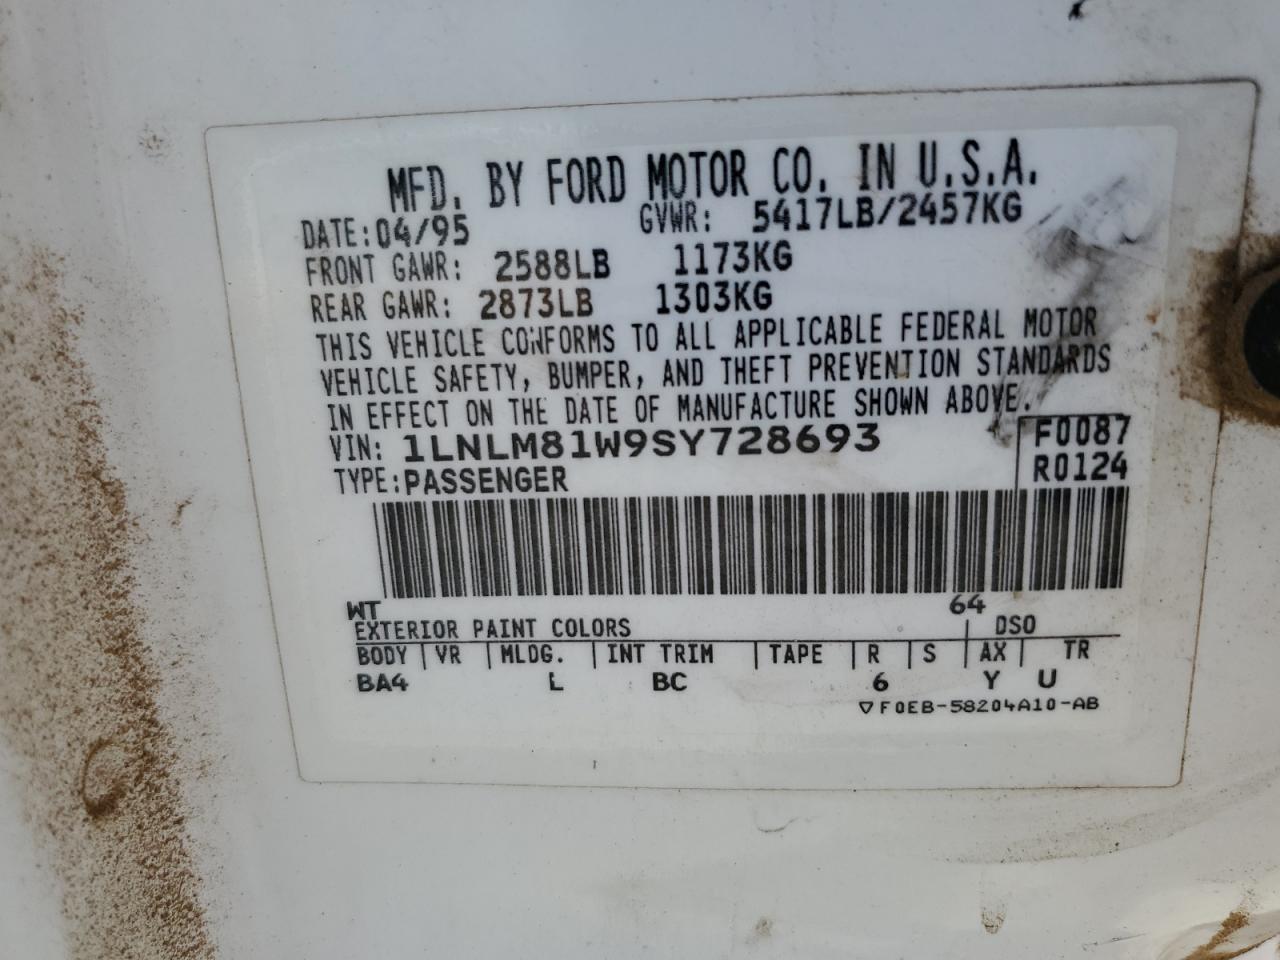 MFD. BY FORD MOTOR CO. IN U.S.A.
DATE: 04/95 GVWR: 5417LB/2457KG
FRONT GAWR: 2588LB 1173KG
REAR GAWR: 2873LB 1303KG
THIS VEHICLE CONFORMS TO ALL APPLICABLE FEDERAL MOTOR
VEHICLE SAFETY, BUMPER, AND THEFT PREVENTION STANDARDS
IN EFFECT ON THE DATE OF MANUFACTURE SHOWN ABOVE.
VIN: 1LNLM81W9SY728693 F0087
TYPE: PASSENGER R0124
WT 64
EXTERIOR PAINT COLORS DSO
BODY VR MLDG. INT TRIM TAPE R S AX TR
BA4 L BC 6 Y U
▽F0EB-58204A10-AB